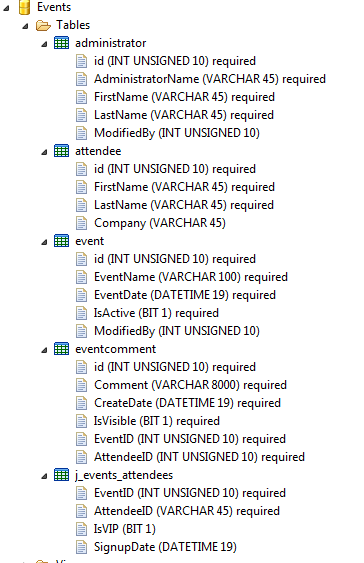 Events
Tables
administrator
id (INT UNSIGNED 10) required
AdministratorName (VARCHAR 45) required
FirstName (VARCHAR 45) required
LastName (VARCHAR 45) required
ModifiedBy (INT UNSIGNED 10)
attendee
id (INT UNSIGNED 10) required
FirstName (VARCHAR 45) required
LastName (VARCHAR 45) required
Company (VARCHAR 45)
event
id (INT UNSIGNED 10) required
EventName (VARCHAR 100) required
EventDate (DATETIME 19) required
IsActive (BIT 1) required
ModifiedBy (INT UNSIGNED 10)
eventcomment
id (INT UNSIGNED 10) required
Comment (VARCHAR 8000) required
CreateDate (DATETIME 19) required
IsVisible (BIT 1) required
EventID (INT UNSIGNED 10) required
AttendeeID (INT UNSIGNED 10) required
j_events_attendees
EventID (INT UNSIGNED 10) required
AttendeeID (VARCHAR 45) required
IsVIP (BIT 1)
SignupDate (DATETIME 19)